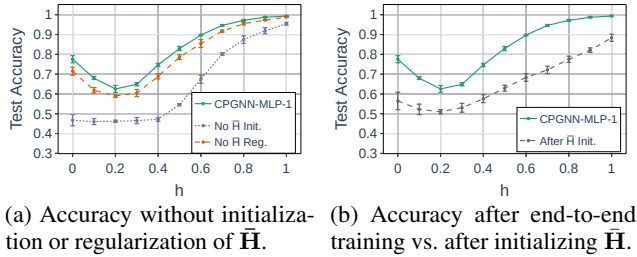 Test Accuracy
1
0.9
0.8
0.7
0.6
0.5
0.4
0.3
CPGNN-MLP-1
No H̄ Init.
No H̄ Reg.
0 0.2 0.4 0.6 0.8 1
h
Test Accuracy
1
0.9
0.8
0.7
0.6
0.5
0.4
0.3
CPGNN-MLP-1
After H̄ Init.
0 0.2 0.4 0.6 0.8 1
h
(a) Accuracy without initializa-
tion or regularization of H̄.
(b) Accuracy after end-to-end
training vs. after initializing H̄.